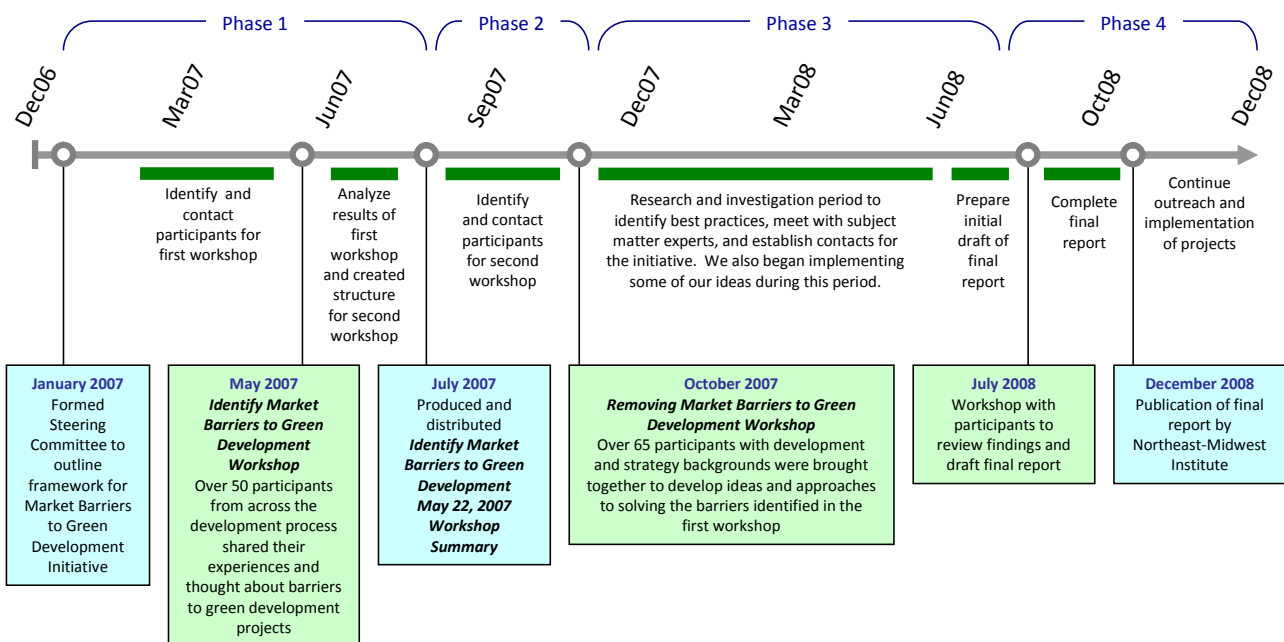 Phase 1
Phase 2
Phase 3
Phase 4
Dec06
Mar07
Jun07
Sep07
Dec07
Mar08
Jun08
Oct08
Dec08
Identify and
contact
participants for
first workshop
Analyze
results of
first
workshop
and created
structure
for second
workshop
Identify
and contact
participants
for second
workshop
Research and investigation period to
identify best practices, meet with subject
matter experts, and establish contacts for
the initiative. We also began implementing
some of our ideas during this period.
Prepare
initial
draft of
final
report
Complete
final
report
Continue
outreach and
implementation
of projects
January 2007
Formed
Steering
Committee to
outline
framework for
Market Barriers
to Green
Development
Initiative
May 2007
Identify Market
Barriers to Green
Development
Workshop
Over 50 participants
from across the
development process
shared their
experiences and
thought about barriers
to green development
projects
July 2007
Produced and
distributed
Identify Market
Barriers to Green
Development
May 22, 2007
Workshop
Summary
October 2007
Removing Market Barriers to Green
Development Workshop
Over 65 participants with development
and strategy backgrounds were brought
together to develop ideas and approaches
to solving the barriers identified in the
first workshop
July 2008
Workshop with
participants to
review findings and
draft final report
December 2008
Publication of final
report by
Northeast-Midwest
Institute